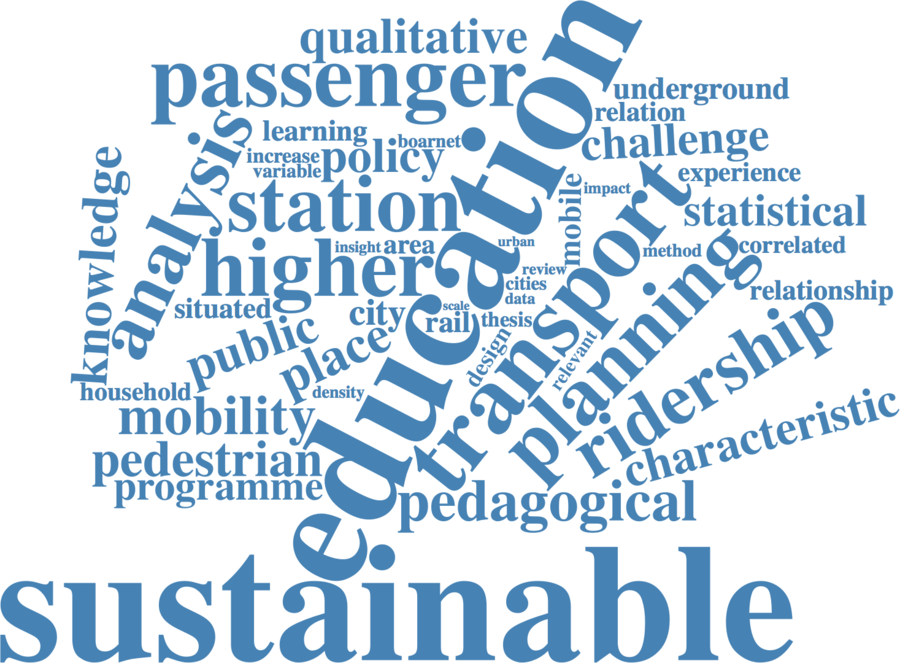 qualitative
passenger
education
underground
relation
learning
boarnet
challenge
increase
policy
variable
analysis
knowledge
experience
impact
mobile
station
transport
statistical
higher
insight
area
urban
method
correlated
review
cities
data
planning
relationship
situated
city
scale
rail
thesis
public
place
design
relevant
ridership
household
density
mobility
characteristic
pedestrian
programme
pedagogical
sustainable